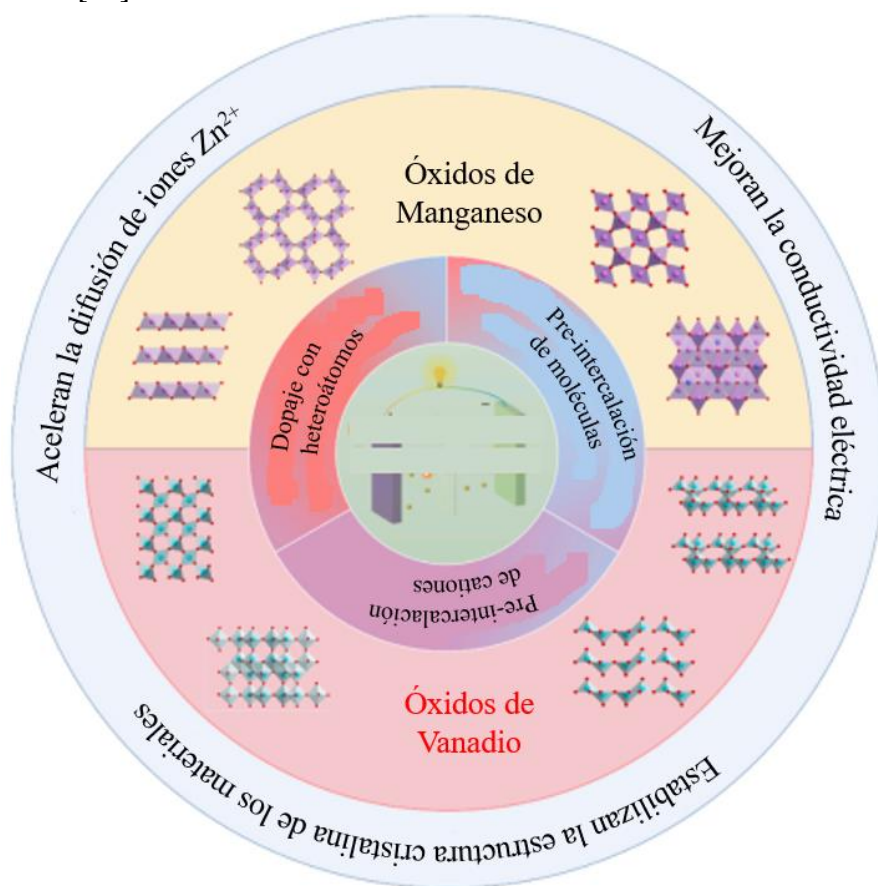 Aceleran la difusión de iones Zn²⁺
Mejoran la conductividad eléctrica
Óxidos de
Manganeso
Dopaje con
heteroátomos
Pre-intercalación
de moléculas
Pre-intercalación
de cationes
Óxidos de
Vanadio
Estabilizan la estructura cristalina de los materiales